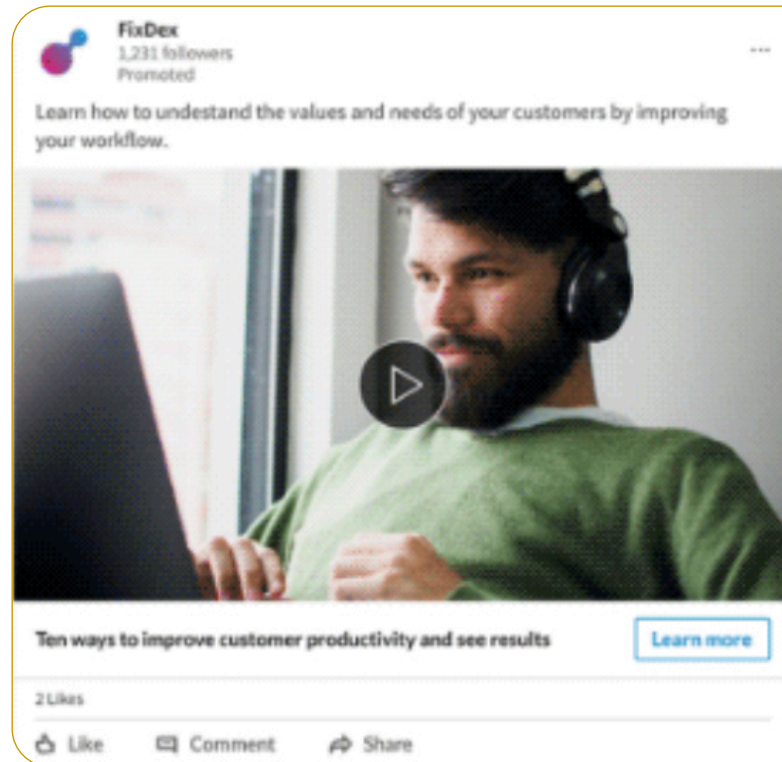 FixDex
1,231 followers
Promoted
Learn how to undestand the values and needs of your customers by improving
your workflow.
Ten ways to improve customer productivity and see results
Learn more
2 Likes
Like Comment Share